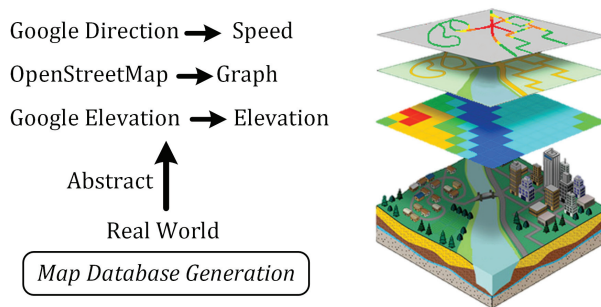 Google Direction → Speed
OpenStreetMap → Graph
Google Elevation → Elevation
Abstract
Real World
Map Database Generation